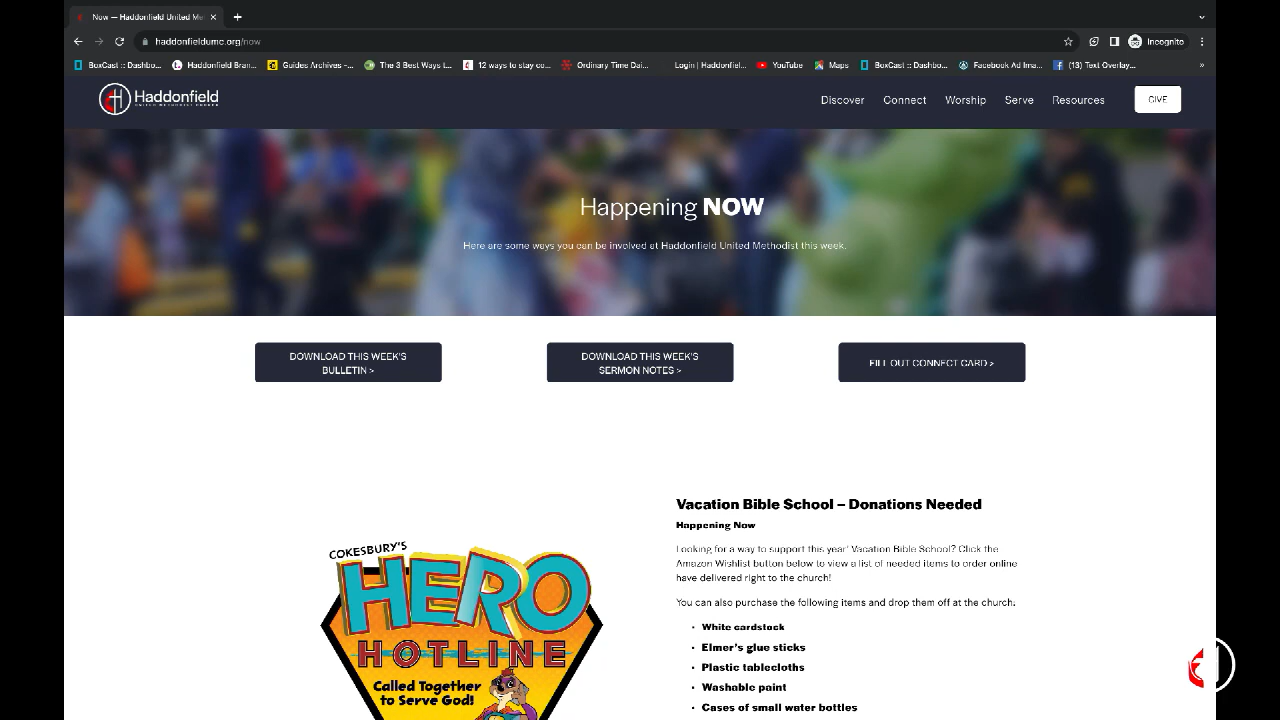 Now — Haddonfield United Me
haddonfieldumc.org/now
Incognito
BoxCast :: Dashbo...
Haddonfield Bran...
Guides Archives –...
The 3 Best Ways t...
12 ways to stay co...
Ordinary Time Dai...
Login | Haddonfiel...
YouTube
Maps
BoxCast :: Dashbo...
Facebook Ad Ima...
(13) Text Overlay...
»
Haddonfield
UNITED METHODIST CHURCH
Discover
Connect
Worship
Serve
Resources
GIVE
Happening NOW
Here are some ways you can be involved at Haddonfield United Methodist this week.
DOWNLOAD THIS WEEK'S
BULLETIN >
DOWNLOAD THIS WEEK'S
SERMON NOTES >
FILL OUT CONNECT CARD >
Vacation Bible School – Donations Needed
Happening Now
Looking for a way to support this year' Vacation Bible School? Click the
Amazon Wishlist button below to view a list of needed items to order online
have delivered right to the church!
You can also purchase the following items and drop them off at the church.
• White cardstock
• Elmer's glue sticks
• Plastic tablecloths
• Washable paint
• Cases of small water bottles
COKESBURY'S
HERO
HOTLINE
Called Together
to Serve God!